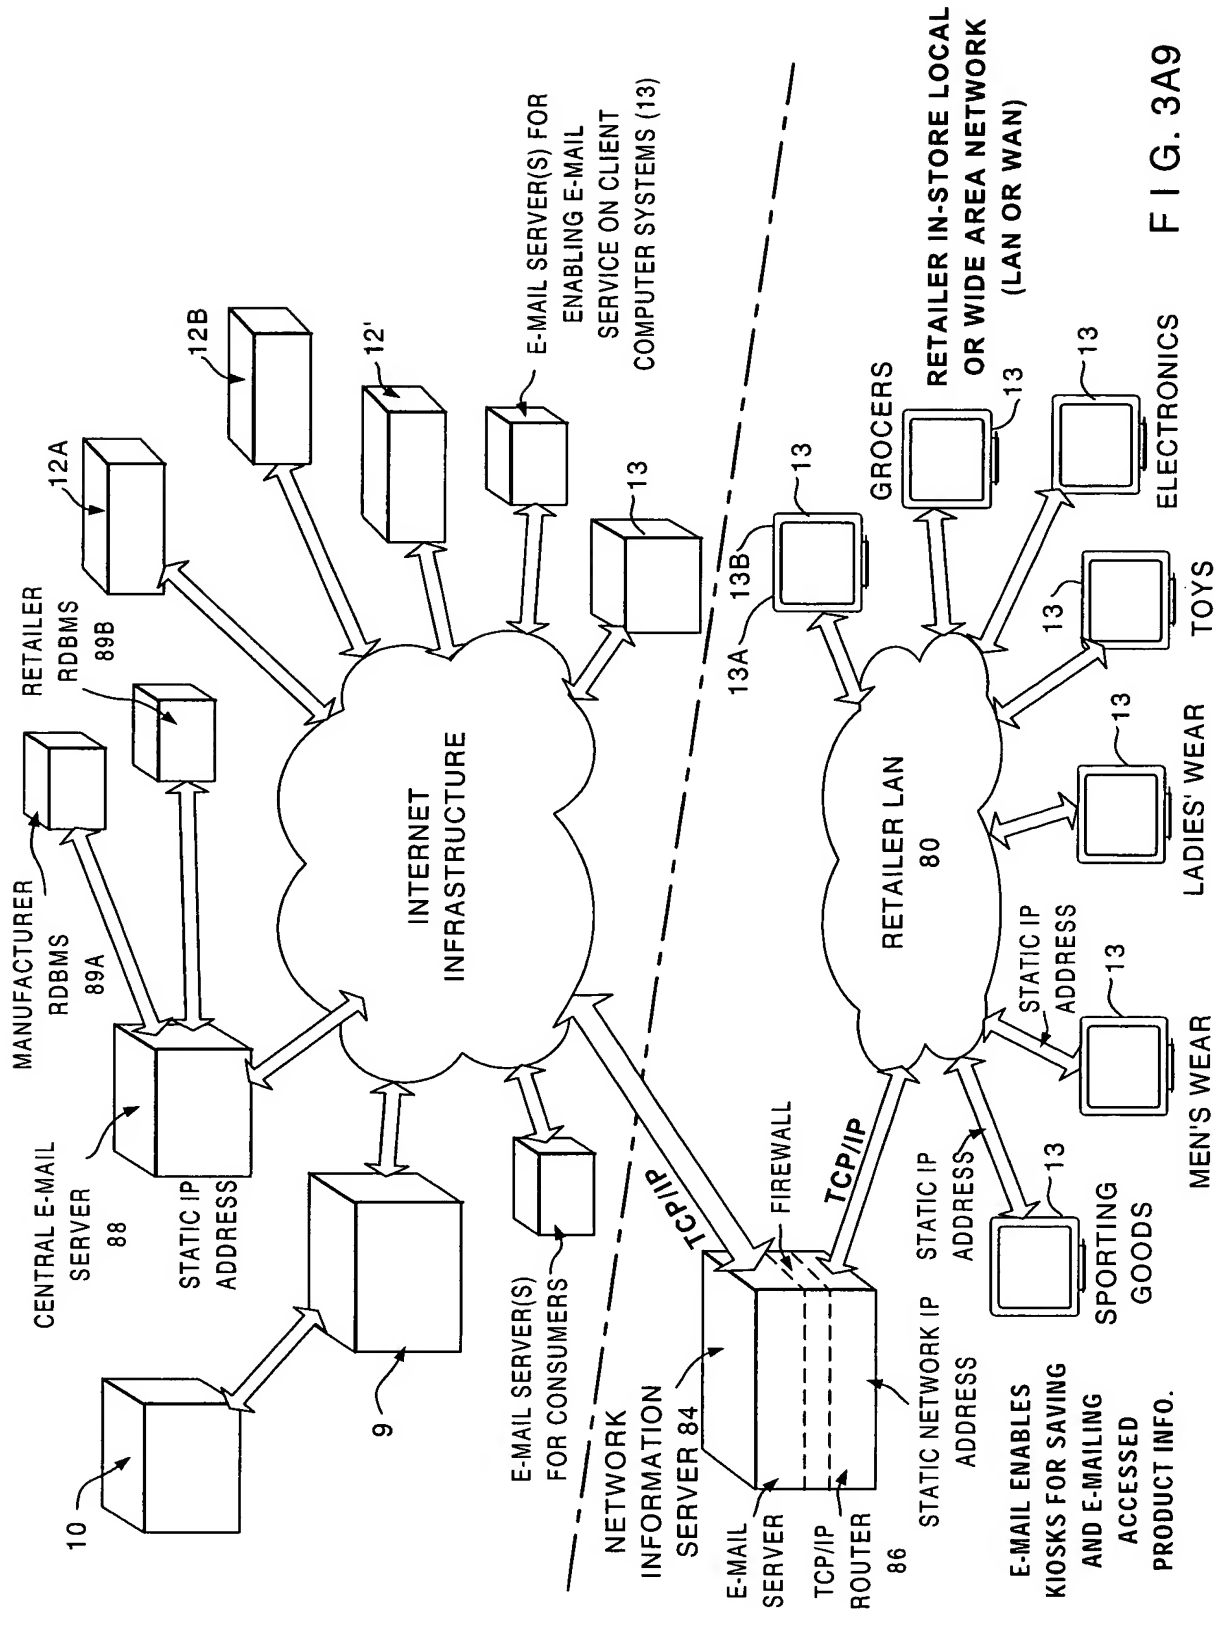 10
9
CENTRAL E-MAIL
SERVER
88
STATIC IP
ADDRESS
MANUFACTURER
RDBMS
89A
RETAILER
RDBMS
89B
12A
12B
12'
E-MAIL SERVER(S) FOR
ENABLING E-MAIL
SERVICE ON CLIENT
COMPUTER SYSTEMS (13)
13
INTERNET
INFRASTRUCTURE
E-MAIL SERVER(S)
FOR CONSUMERS
NETWORK
INFORMATION
SERVER 84
E-MAIL
SERVER
TCP/IP
ROUTER
86
TCP/IP
FIREWALL
TCP/IP
STATIC NETWORK IP
ADDRESS
RETAILER LAN
80
13A
13B
13
GROCERS
13
RETAILER IN-STORE LOCAL
OR WIDE AREA NETWORK
(LAN OR WAN)
13
ELECTRONICS
13
TOYS
13
LADIES' WEAR
STATIC IP
ADDRESS
13
MEN'S WEAR
STATIC IP
ADDRESS
13
SPORTING
GOODS
E-MAIL ENABLES
KIOSKS FOR SAVING
AND E-MAILING
ACCESSED
PRODUCT INFO.
FIG. 3A9